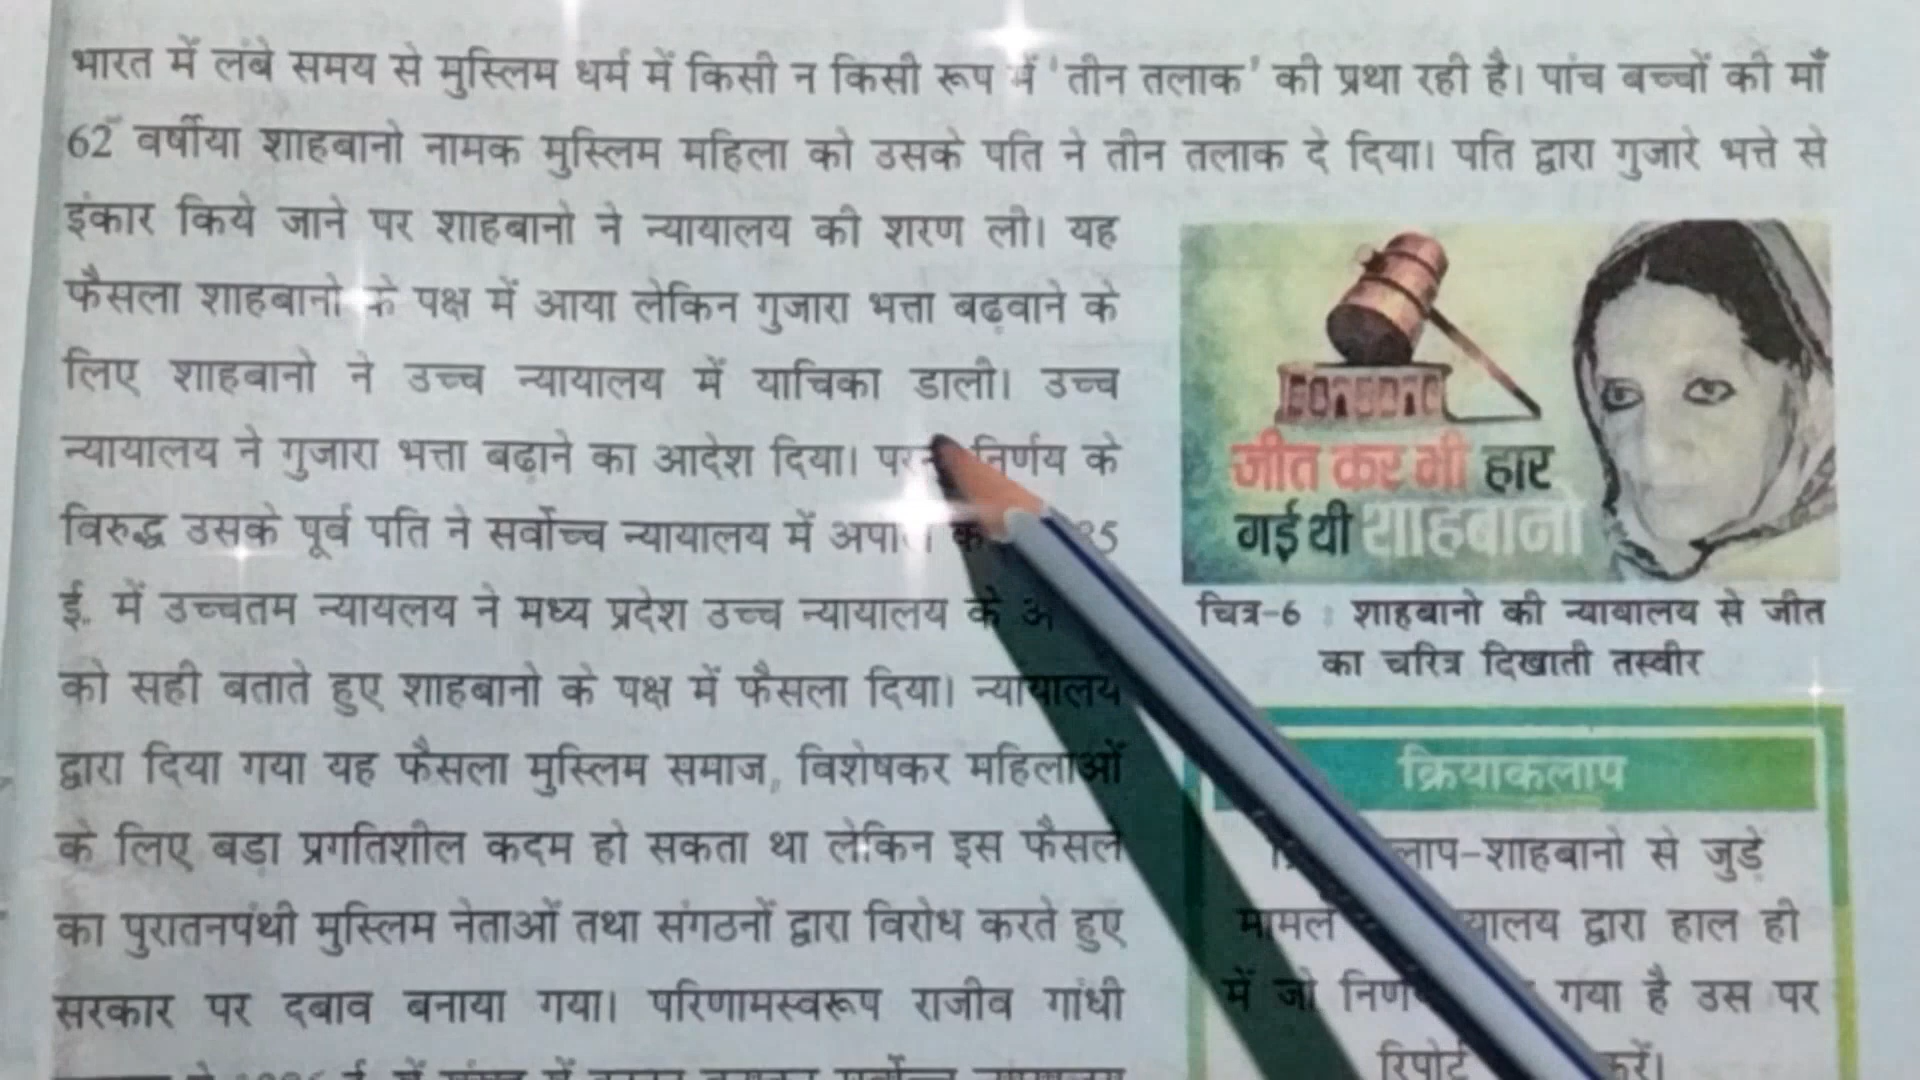 भारत में लंबे समय से मुस्लिम धर्म में किसी न किसी रूप में 'तीन तलाक' की प्रथा रही है। पांच बच्चों की माँ
62 वर्षीया शाहबानो नामक मुस्लिम महिला को उसके पति ने तीन तलाक दे दिया। पति द्वारा गुजारे भत्ते से
इंकार किये जाने पर शाहबानो ने न्यायालय की शरण ली। यह
फैसला शाहबानो के पक्ष में आया लेकिन गुजारा भत्ता बढ़वाने के
लिए शाहबानो ने उच्च न्यायालय में याचिका डाली। उच्च
न्यायालय ने गुजारा भत्ता बढ़ाने का आदेश दिया। निर्णय के
विरुद्ध उसके पूर्व पति ने सर्वोच्च न्यायालय में
ई. में उच्चतम न्यायलय ने मध्य प्रदेश उच्च न्यायालय के
को सही बताते हुए शाहबानो के पक्ष में फैसला दिया। न्यायालय
द्वारा दिया गया यह फैसला मुस्लिम समाज, विशेषकर महिलाओं
के लिए बड़ा प्रगतिशील कदम हो सकता था लेकिन इस फैसले
का पुरातनपंथी मुस्लिम नेताओं तथा संगठनों द्वारा विरोध करते हुए
सरकार पर दबाव बनाया गया। परिणामस्वरूप राजीव गांधी
जीत कर भी हार
गई थी शाहबानो
चित्र-6 : शाहबानो की न्यायालय से जीत
का चरित्र दिखाती तस्वीर
क्रियाकलाप
शाहबानो से जुड़े
द्वारा हाल ही
में जो गया है उस पर
रिपोर्ट करें।